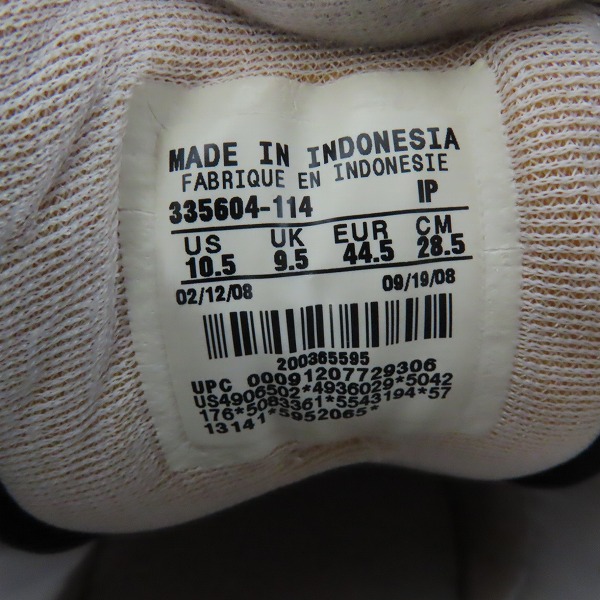 MADE IN INDONESIA
FABRIQUE EN INDONESIE
335604-114 IP
US UK EUR CM
10.5 9.5 44.5 28.5
02/12/08 09/19/08
200365595
UPC 00091207729306
US4906502*4936029*5042
176*5083361*5543194*57
13141*5952065*